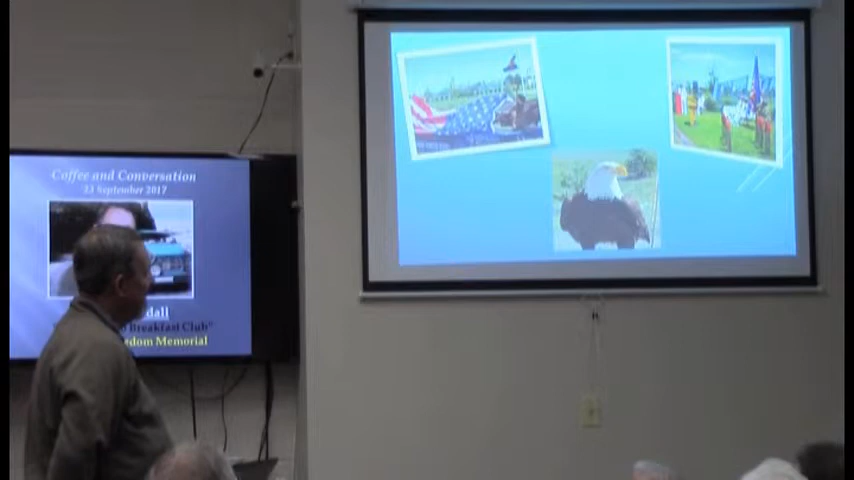 Coffee and Conversation
23 September 2017
dall
Breakfast Club"
edom Memorial